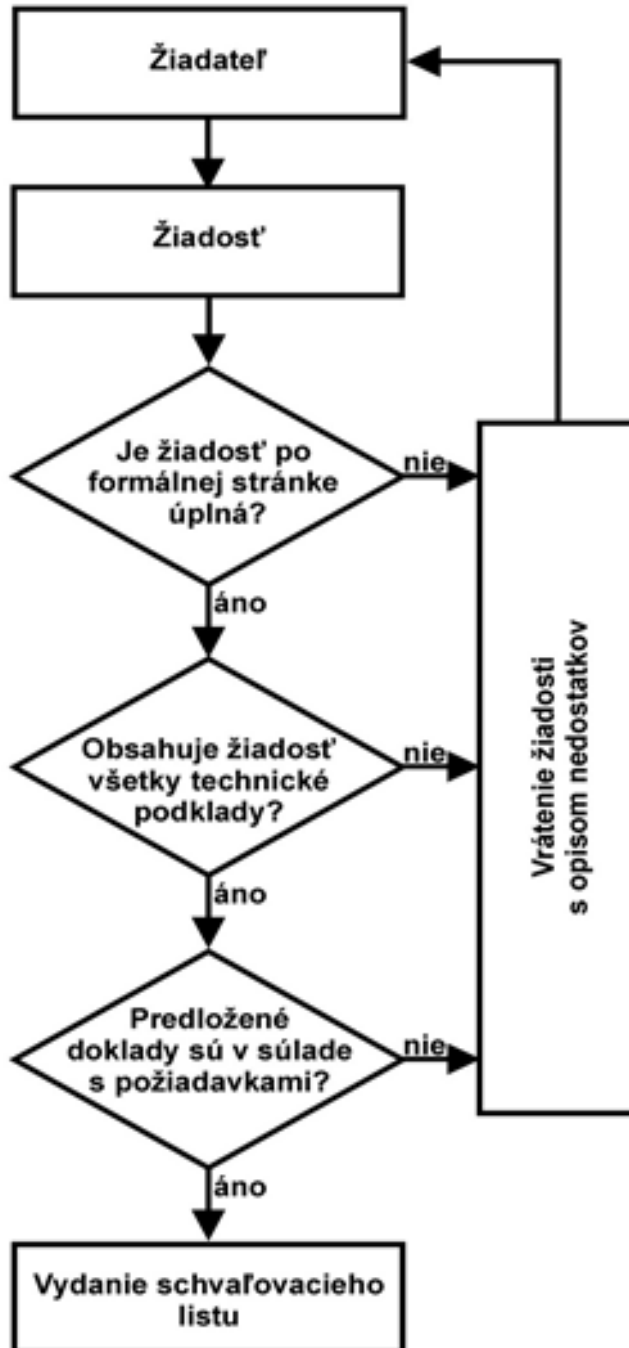 Žiadateľ
Žiadosť
Je žiadosť po
formálnej stránke
úplná?
nie
áno
Obsahuje žiadosť
všetky technické
podklady?
nie
áno
Predložené
doklady sú v súlade
s požiadavkami?
nie
áno
Vydanie schvaľovacieho
listu
Vrátenie žiadosti
s opisom nedostatkov